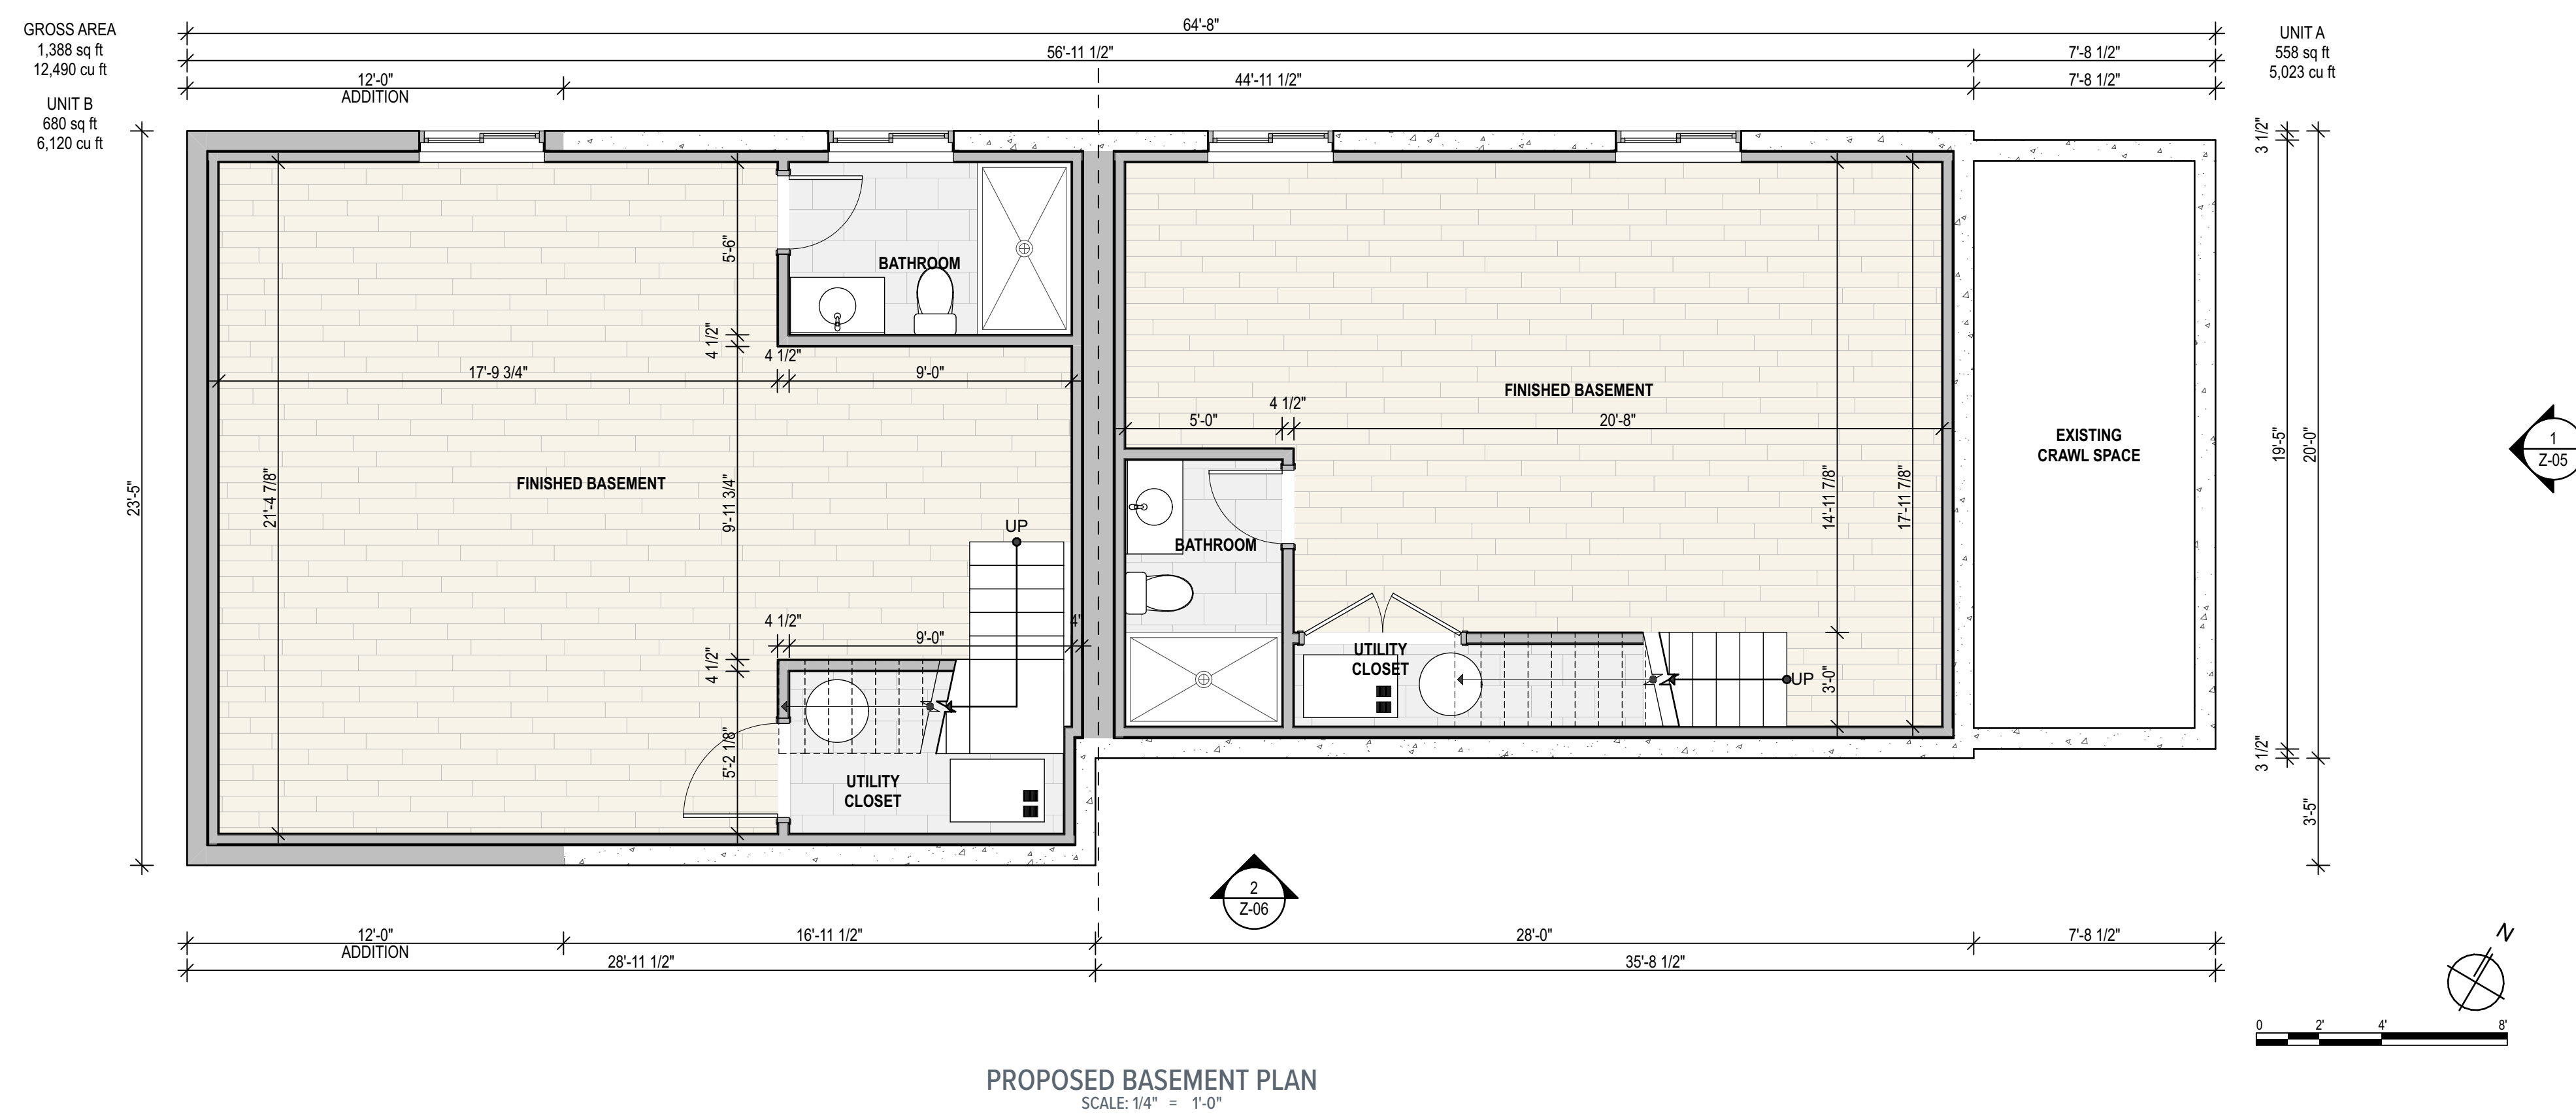 64'-8"
GROSS AREA
1,388 sq ft
12,490 cu ft
UNIT A
558 sq ft
5,023 cu ft
56'-11 1/2"
7'-8 1/2"
12'-0"
ADDITION
44'-11 1/2"
7'-8 1/2"
UNIT B
680 sq ft
6,120 cu ft
3 1/2"
5'-6"
BATHROOM
4 1/2"
4 1/2"
17'-9 3/4"
9'-0"
FINISHED BASEMENT
4 1/2"
5'-0"
20'-8"
EXISTING
CRAWL SPACE
1
Z-05
19'-5"
20'-0"
23'-5"
21'-4 7/8"
FINISHED BASEMENT
9'-11 3/4"
14'-11 7/8"
17'-11 7/8"
UP
BATHROOM
4 1/2"
9'-0"
4"
4 1/2"
UTILITY
CLOSET
UP
3'-0"
5'-2 1/8"
UTILITY
CLOSET
3 1/2"
3'-5"
2
Z-06
12'-0"
ADDITION
16'-11 1/2"
28'-0"
7'-8 1/2"
28'-11 1/2"
35'-8 1/2"
N
0 2' 4' 8'
PROPOSED BASEMENT PLAN
SCALE: 1/4" = 1'-0"